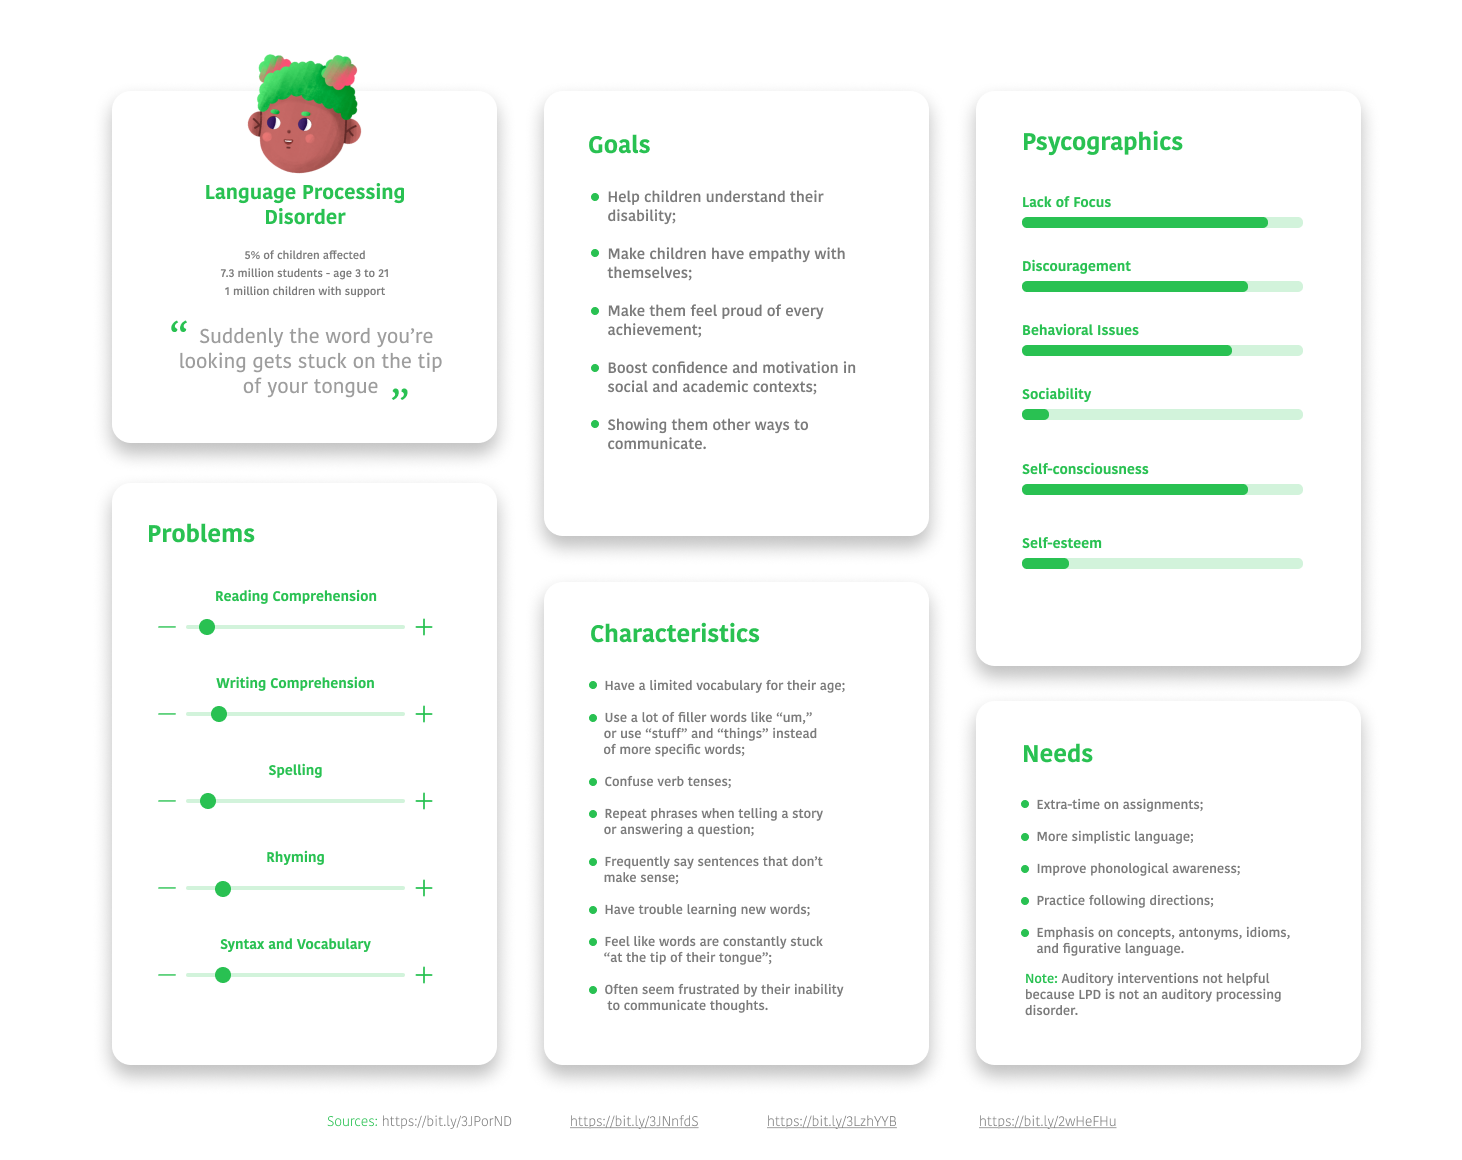 Language Processing
Disorder
5% of children affected
7.3 million students - age 3 to 21
1 million children with support
“ Suddenly the word you’re
looking gets stuck on the tip
of your tongue ”
Problems
Reading Comprehension
Writing Comprehension
Spelling
Rhyming
Syntax and Vocabulary
Goals
Help children understand their
disability;
Make children have empathy with
themselves;
Make them feel proud of every
achievement;
Boost confidence and motivation in
social and academic contexts;
Showing them other ways to
communicate.
Characteristics
Have a limited vocabulary for their age;
Use a lot of filler words like “um,”
or use “stuff” and “things” instead
of more specific words;
Confuse verb tenses;
Repeat phrases when telling a story
or answering a question;
Frequently say sentences that don’t
make sense;
Have trouble learning new words;
Feel like words are constantly stuck
“at the tip of their tongue”;
Often seem frustrated by their inability
to communicate thoughts.
Psycographics
Lack of Focus
Discouragement
Behavioral Issues
Sociability
Self-consciousness
Self-esteem
Needs
Extra-time on assignments;
More simplistic language;
Improve phonological awareness;
Practice following directions;
Emphasis on concepts, antonyms, idioms,
and figurative language.
Note: Auditory interventions not helpful
because LPD is not an auditory processing
disorder.
Sources: https://bit.ly/3JPorND https://bit.ly/3JNnfdS https://bit.ly/3LzhYYB https://bit.ly/2wHeFHu